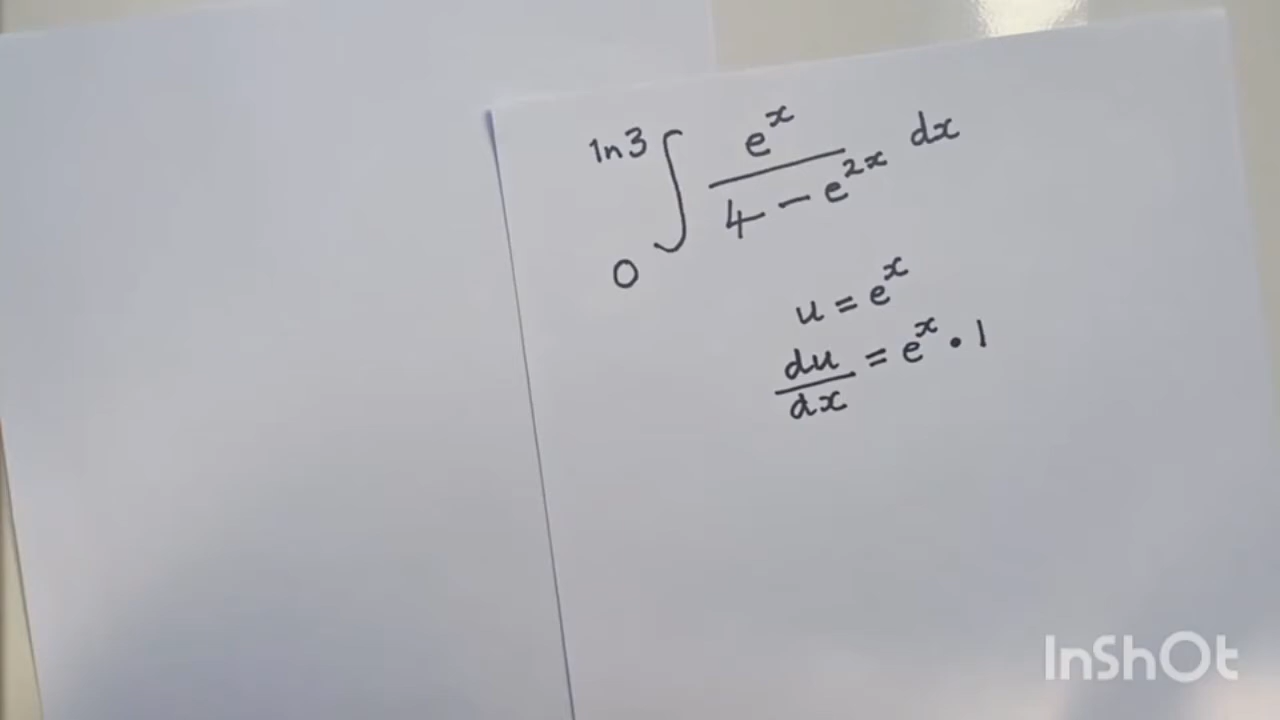 ln3 ∫ 0 e^x / (4 − e^{2x}) dx
u = e^x
du/dx = e^x • 1
InShOt